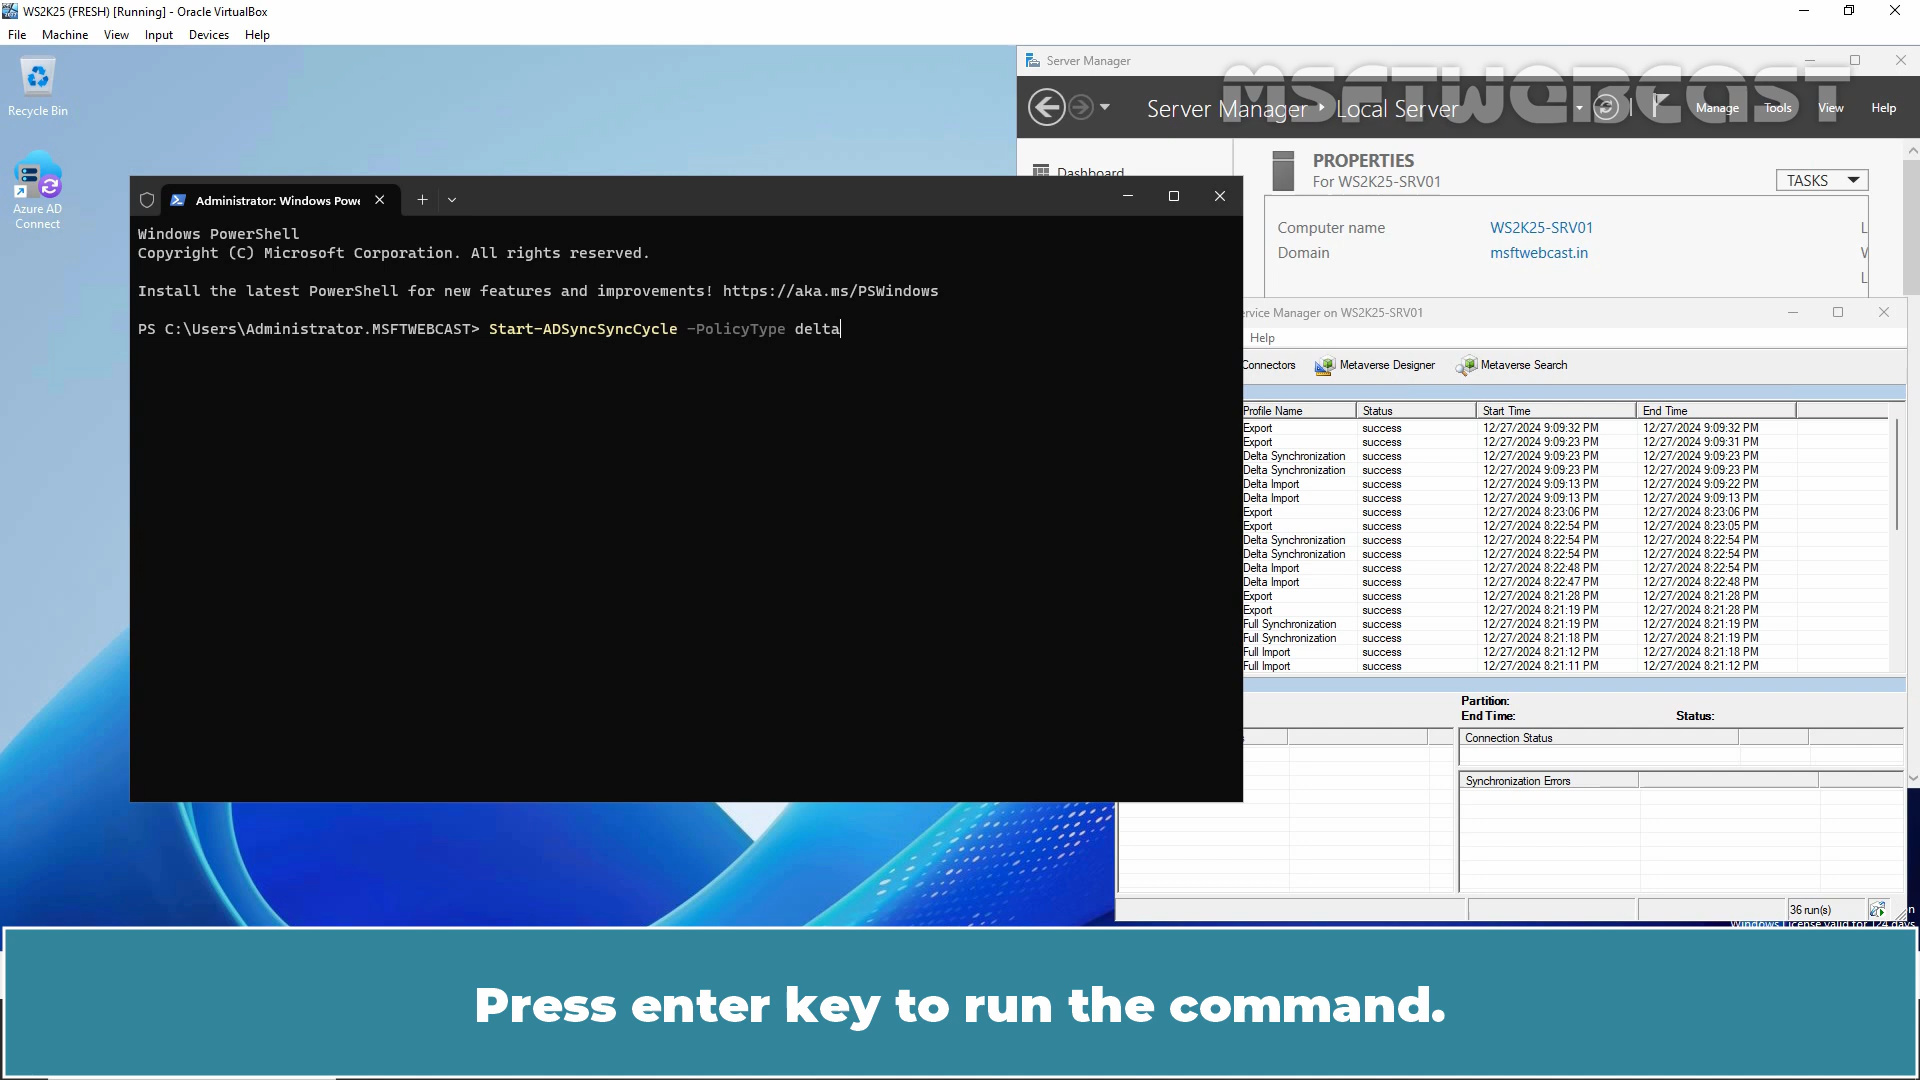 WS2K25 (FRESH) [Running] - Oracle VirtualBox
File Machine View Input Devices Help
Recycle Bin
Azure AD
Connect
Server Manager
MSFTWEBCAST
Server Manager Local Server
Manage Tools View Help
Dashboard
PROPERTIES
For WS2K25-SRV01
TASKS
Computer name WS2K25-SRV01
Domain msftwebcast.in
Administrator: Windows Powe
Windows PowerShell
Copyright (C) Microsoft Corporation. All rights reserved.
Install the latest PowerShell for new features and improvements! https://aka.ms/PSWindows
PS C:\Users\Administrator.MSFTWEBCAST> Start-ADSyncSyncCycle -PolicyType delta
Service Manager on WS2K25-SRV01
Help
Connectors Metaverse Designer Metaverse Search
Profile Name Status Start Time End Time
Export success 12/27/2024 9:09:32 PM 12/27/2024 9:09:32 PM
Export success 12/27/2024 9:09:23 PM 12/27/2024 9:09:31 PM
Delta Synchronization success 12/27/2024 9:09:23 PM 12/27/2024 9:09:23 PM
Delta Synchronization success 12/27/2024 9:09:23 PM 12/27/2024 9:09:23 PM
Delta Import success 12/27/2024 9:09:13 PM 12/27/2024 9:09:22 PM
Delta Import success 12/27/2024 9:09:13 PM 12/27/2024 9:09:13 PM
Export success 12/27/2024 8:23:06 PM 12/27/2024 8:23:06 PM
Export success 12/27/2024 8:22:54 PM 12/27/2024 8:23:05 PM
Delta Synchronization success 12/27/2024 8:22:54 PM 12/27/2024 8:22:54 PM
Delta Synchronization success 12/27/2024 8:22:54 PM 12/27/2024 8:22:54 PM
Delta Import success 12/27/2024 8:22:48 PM 12/27/2024 8:22:54 PM
Delta Import success 12/27/2024 8:22:47 PM 12/27/2024 8:22:48 PM
Export success 12/27/2024 8:21:28 PM 12/27/2024 8:21:28 PM
Export success 12/27/2024 8:21:19 PM 12/27/2024 8:21:28 PM
Full Synchronization success 12/27/2024 8:21:19 PM 12/27/2024 8:21:19 PM
Full Synchronization success 12/27/2024 8:21:18 PM 12/27/2024 8:21:19 PM
Full Import success 12/27/2024 8:21:12 PM 12/27/2024 8:21:18 PM
Full Import success 12/27/2024 8:21:11 PM 12/27/2024 8:21:12 PM
Partition:
End Time: Status:
Connection Status
Synchronization Errors
36 run(s)
Windows License valid for 124 days
Press enter key to run the command.